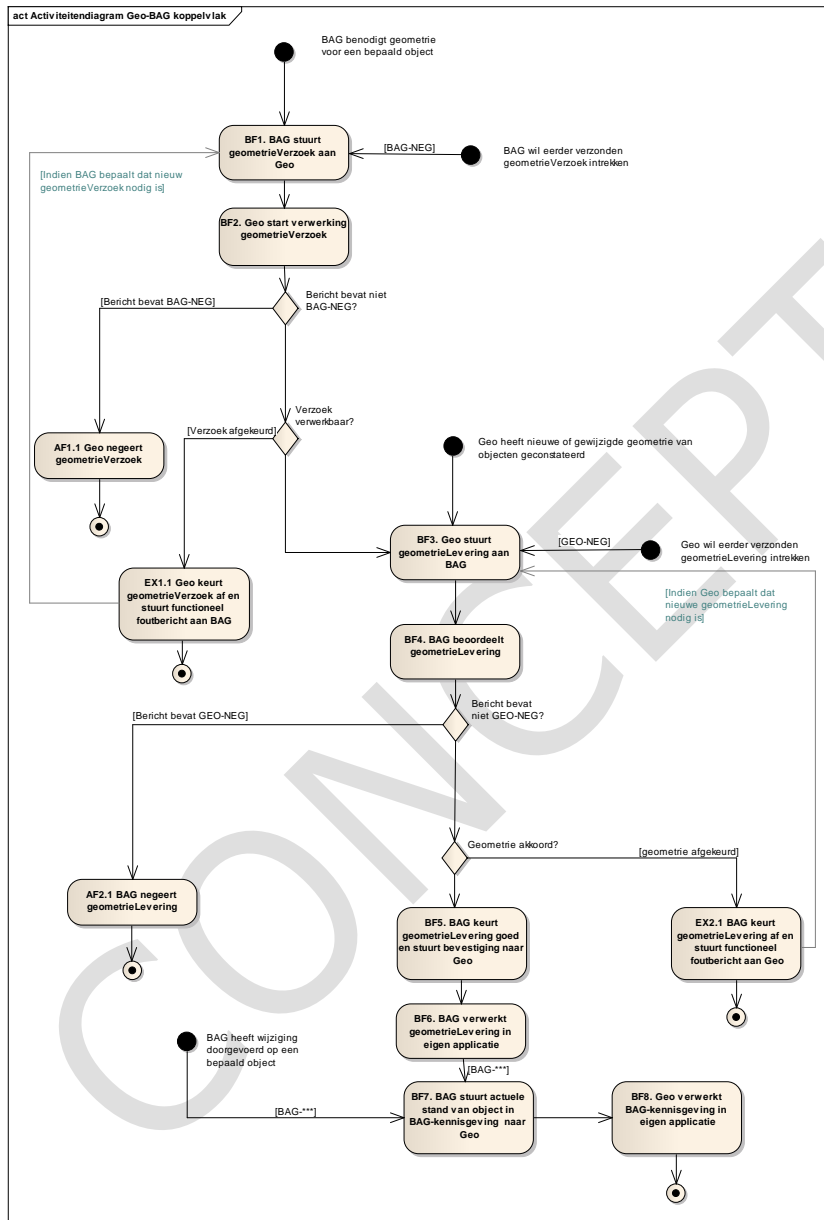 act Activiteitendiagram Geo-BAG koppelvlak
BAG benodigt geometrie
voor een bepaald object
BF1. BAG stuurt
geometrieVerzoek aan
Geo
[BAG-NEG]
BAG wil eerder verzonden
geometrieVerzoek intrekken
[Indien BAG bepaalt dat nieuw
geometrieVerzoek nodig is]
BF2. Geo start verwerking
geometrieVerzoek
[Bericht bevat BAG-NEG]
Bericht bevat niet
BAG-NEG?
Verzoek
verwerkbaar?
[Verzoek afgekeurd]
AF1.1 Geo negeert
geometrieVerzoek
Geo heeft nieuwe of gewijzigde geometrie van
objecten geconstateerd
BF3. Geo stuurt
geometrieLevering aan
BAG
[GEO-NEG]
Geo wil eerder verzonden
geometrieLevering intrekken
EX1.1 Geo keurt
geometrieVerzoek af en
stuurt functioneel
foutbericht aan BAG
[Indien Geo bepaalt dat
nieuwe geometrieLevering
nodig is]
BF4. BAG beoordeelt
geometrieLevering
[Bericht bevat GEO-NEG]
Bericht bevat
niet GEO-NEG?
Geometrie akkoord?
[geometrie afgekeurd]
AF2.1 BAG negeert
geometrieLevering
BF5. BAG keurt
geometrieLevering goed
en stuurt bevestiging naar
Geo
EX2.1 BAG keurt
geometrieLevering af en
stuurt functioneel
foutbericht aan Geo
BF6. BAG verwerkt
geometrieLevering in
eigen applicatie
BAG heeft wijziging
doorgevoerd op een
bepaald object
[BAG-***]
[BAG-***]
BF7. BAG stuurt actuele
stand van object in
BAG-kennisgeving naar
Geo
BF8. Geo verwerkt
BAG-kennisgeving in
eigen applicatie
CONCEPT